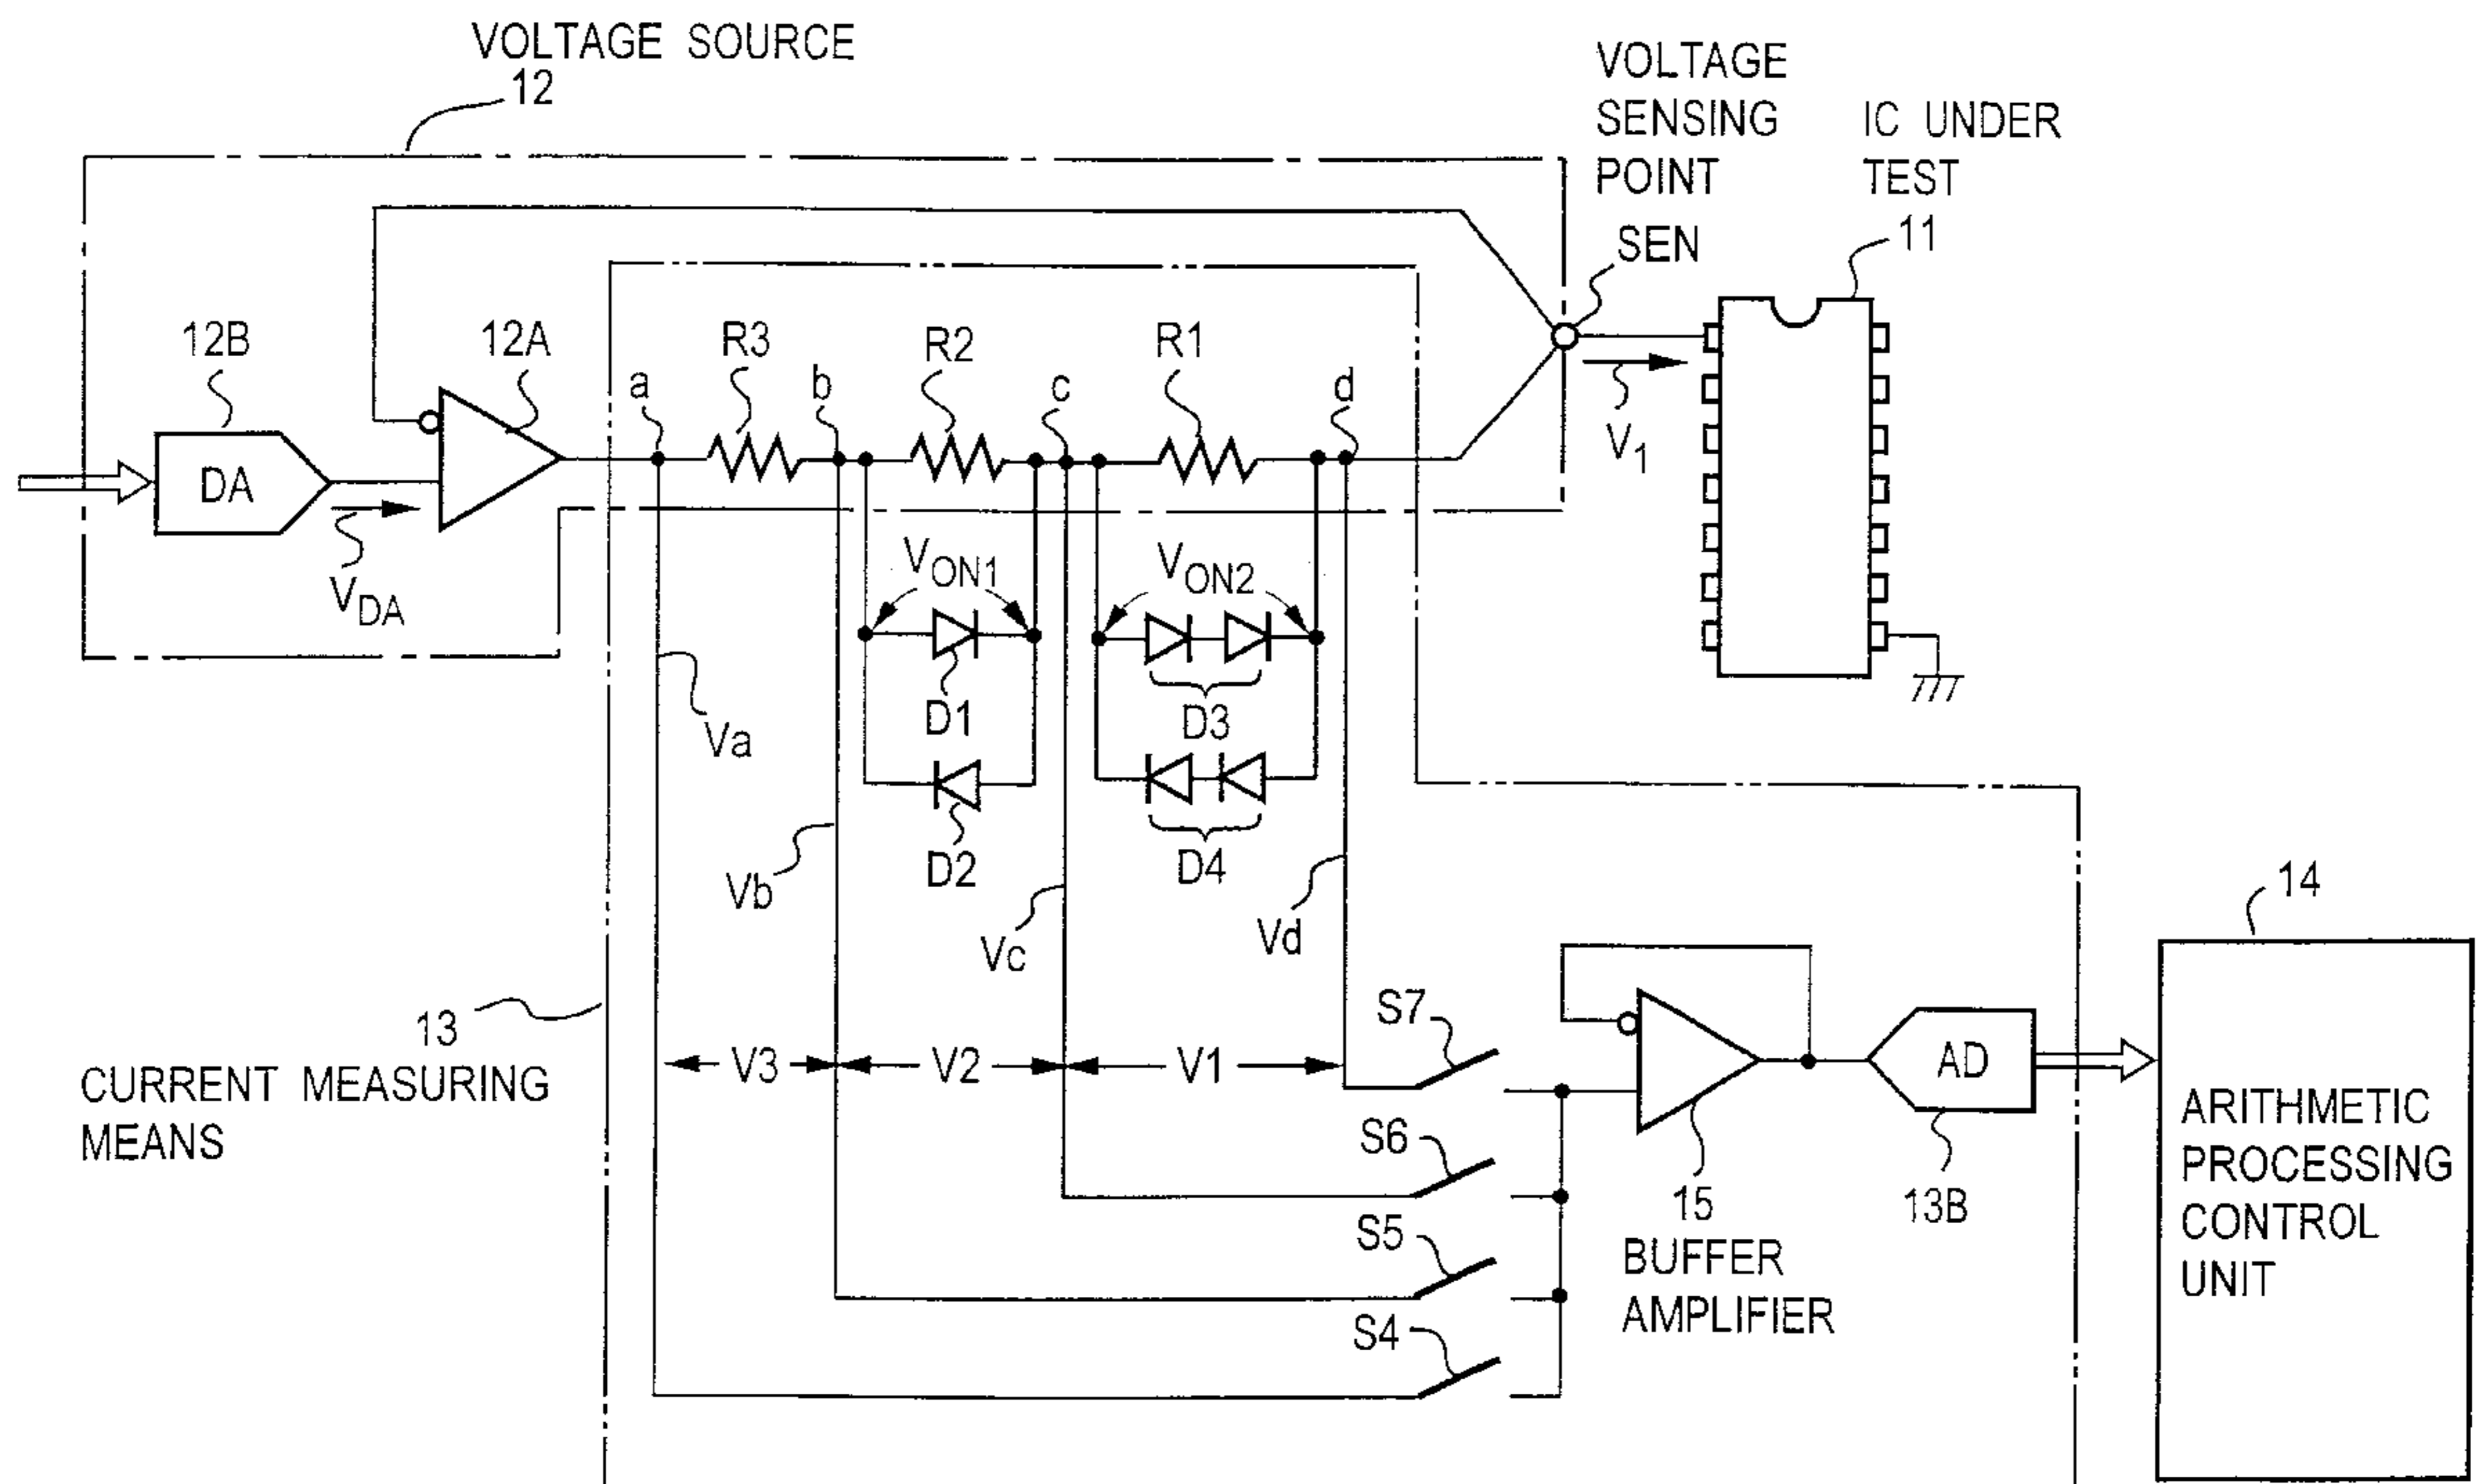 VOLTAGE SOURCE
12
VOLTAGE
SENSING
POINT
SEN
IC UNDER
TEST
11
12B
12A
a
R3
b
R2
c
R1
d
V1
DA
VDA
VON1
VON2
D1
D3
Va
D2
D4
Vb
Vc
Vd
14
13
CURRENT MEASURING
MEANS
V3
V2
V1
S7
S6
S5
S4
15
BUFFER
AMPLIFIER
AD
13B
ARITHMETIC
PROCESSING
CONTROL
UNIT